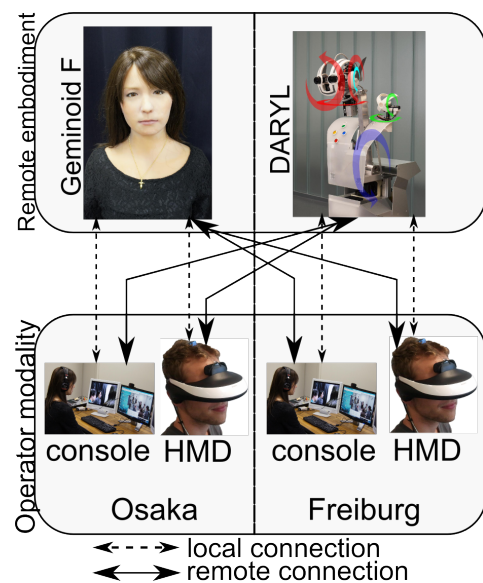 Remote embodiment
Geminoid F
DARYL
Operator modality
console
HMD
console
HMD
Osaka
Freiburg
local connection
remote connection